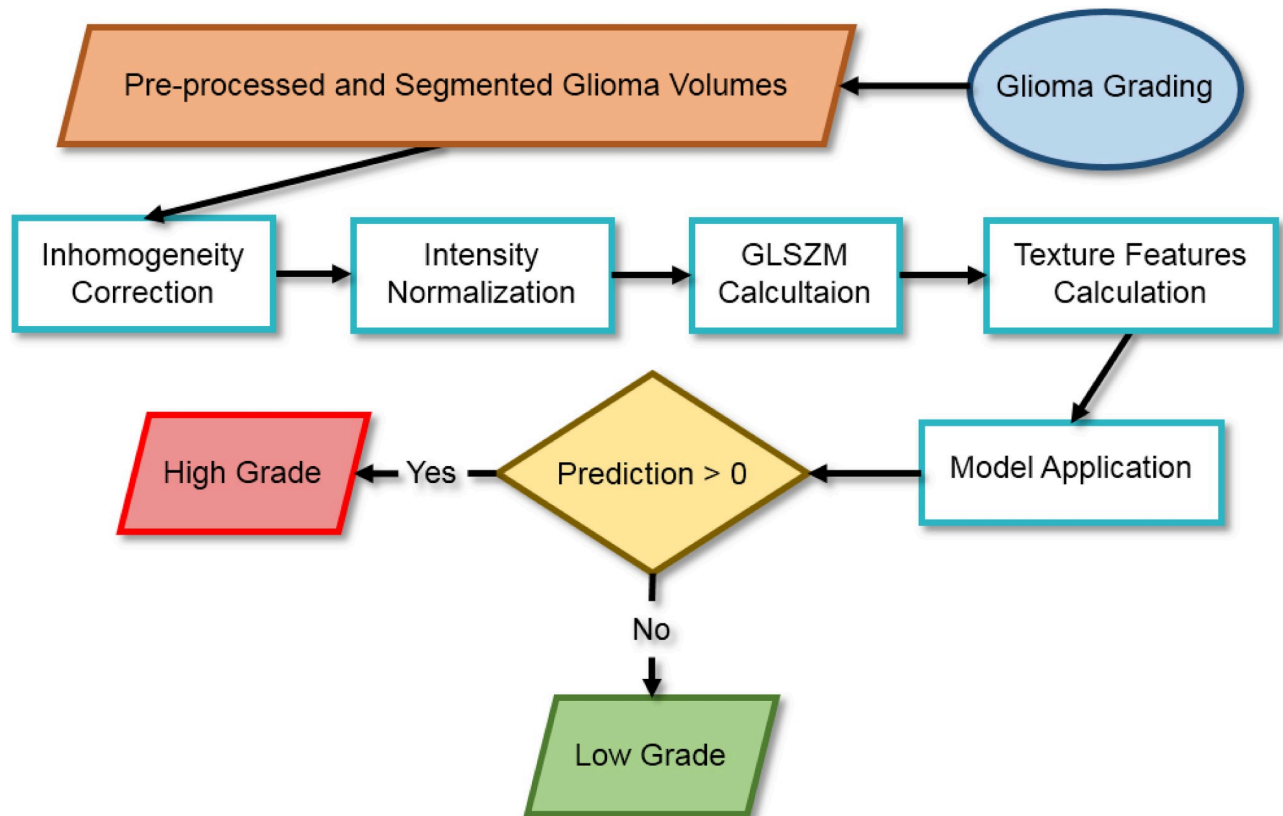 Pre-processed and Segmented Glioma Volumes
Glioma Grading
Inhomogeneity
Correction
Intensity
Normalization
GLSZM
Calcultaion
Texture Features
Calculation
High Grade
Yes
Prediction > 0
Model Application
No
Low Grade